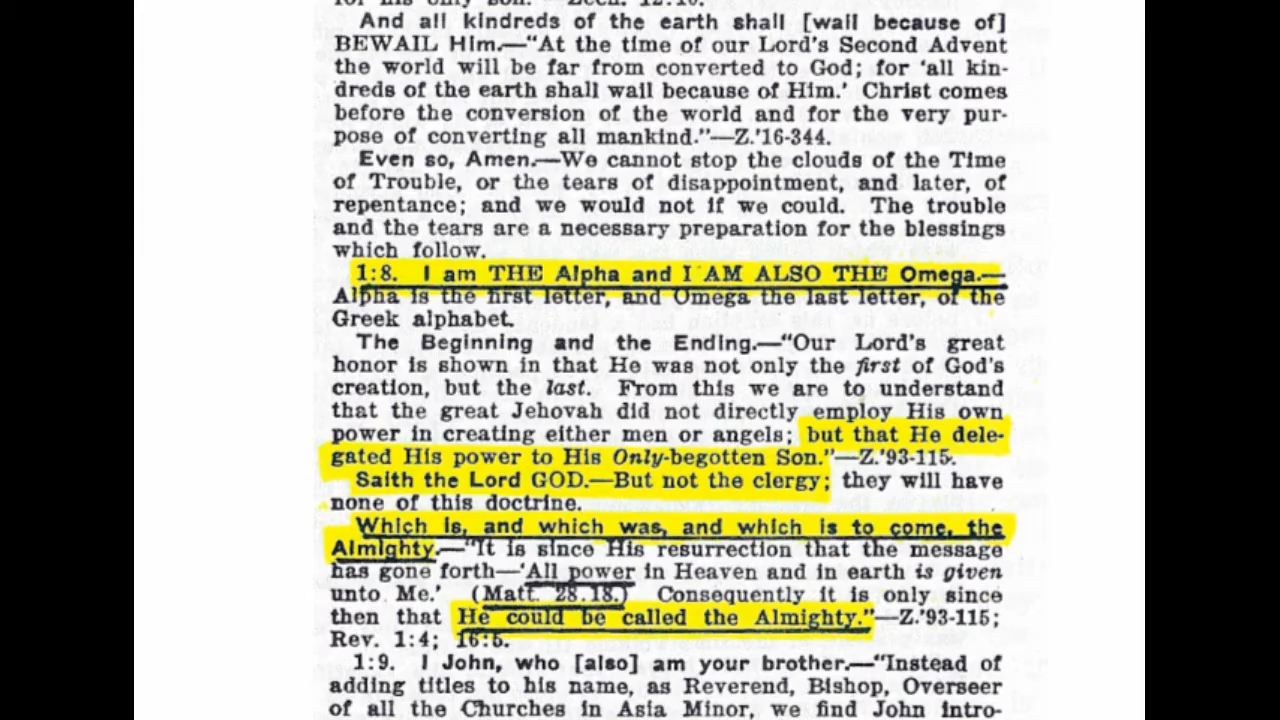 for his only son."—Zech. 12:10.
And all kindreds of the earth shall [wail because of]
BEWAIL Him.—"At the time of our Lord's Second Advent
the world will be far from converted to God; for 'all kin-
dreds of the earth shall wail because of Him.' Christ comes
before the conversion of the world and for the very pur-
pose of converting all mankind."—Z.'16-344.
Even so, Amen.—We cannot stop the clouds of the Time
of Trouble, or the tears of disappointment, and later, of
repentance; and we would not if we could. The trouble
and the tears are a necessary preparation for the blessings
which follow.
1:8. I am THE Alpha and I AM ALSO THE Omega.—
Alpha is the first letter, and Omega the last letter, of the
Greek alphabet.
The Beginning and the Ending.—"Our Lord's great
honor is shown in that He was not only the first of God's
creation, but the last. From this we are to understand
that the great Jehovah did not directly employ His own
power in creating either men or angels; but that He dele-
gated His power to His Only-begotten Son."—Z.'93-115.
Saith the Lord GOD.—But not the clergy; they will have
none of this doctrine.
Which is, and which was, and which is to come, the
Almighty.—"It is since His resurrection that the message
has gone forth—'All power in Heaven and in earth is given
unto Me.' (Matt. 28.18.) Consequently it is only since
then that He could be called the Almighty."—Z.'93-115;
Rev. 1:4; 16:5.
1:9. I John, who [also] am your brother.—"Instead of
adding titles to his name, as Reverend, Bishop, Overseer
of all the Churches in Asia Minor, we find John intro-